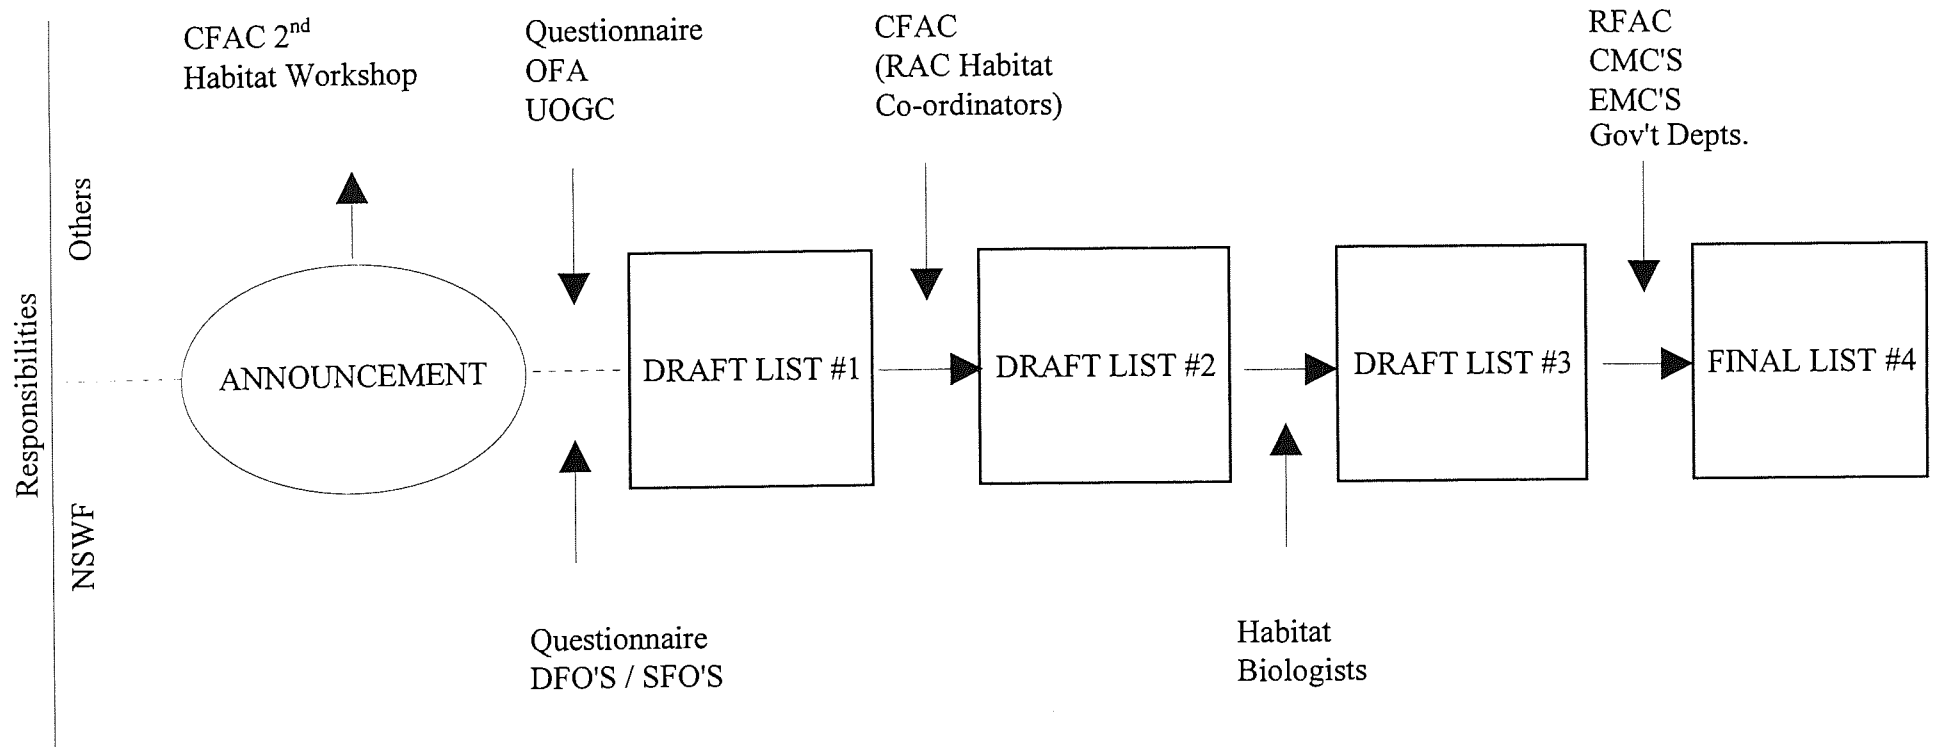 CFAC 2nd
Habitat Workshop
Questionnaire
OFA
UOGC
CFAC
(RAC Habitat
Co-ordinators)
RFAC
CMC'S
EMC'S
Gov't Depts.
Responsibilities
Others
NSWF
ANNOUNCEMENT
DRAFT LIST #1
DRAFT LIST #2
DRAFT LIST #3
FINAL LIST #4
Questionnaire
DFO'S / SFO'S
Habitat
Biologists